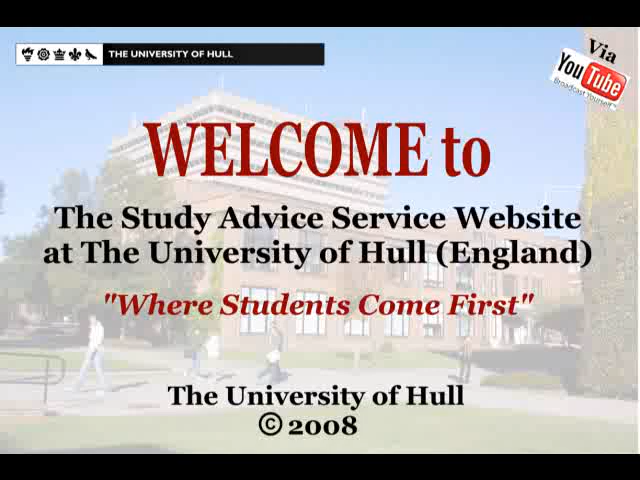 THE UNIVERSITY OF HULL
Via
YouTube
Broadcast Yourself™
WELCOME to
The Study Advice Service Website
at The University of Hull (England)
"Where Students Come First"
The University of Hull
© 2008